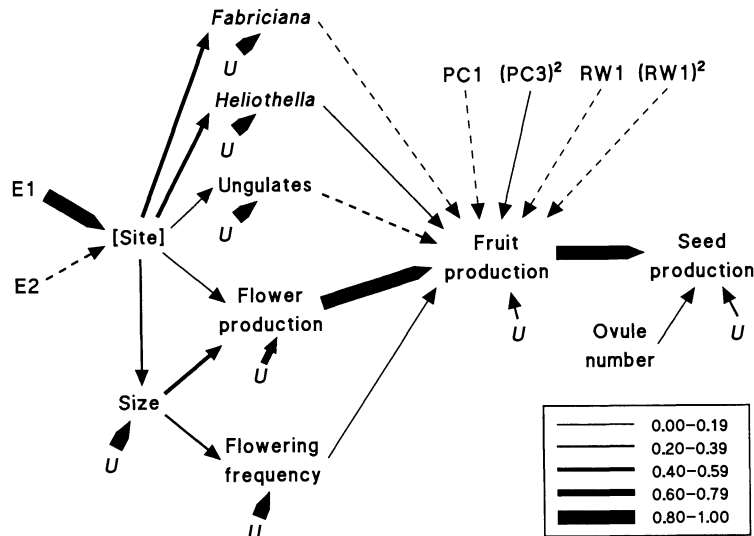 Fabriciana
U
PC1 (PC3)² RW1 (RW1)²
Heliothella
U
E1
Ungulates
U
[Site]
Fruit
production
Seed
production
E2
Flower
production
U
U
Ovule
number
U
Size
U
Flowering
frequency
U
0.00–0.19
0.20–0.39
0.40–0.59
0.60–0.79
0.80–1.00